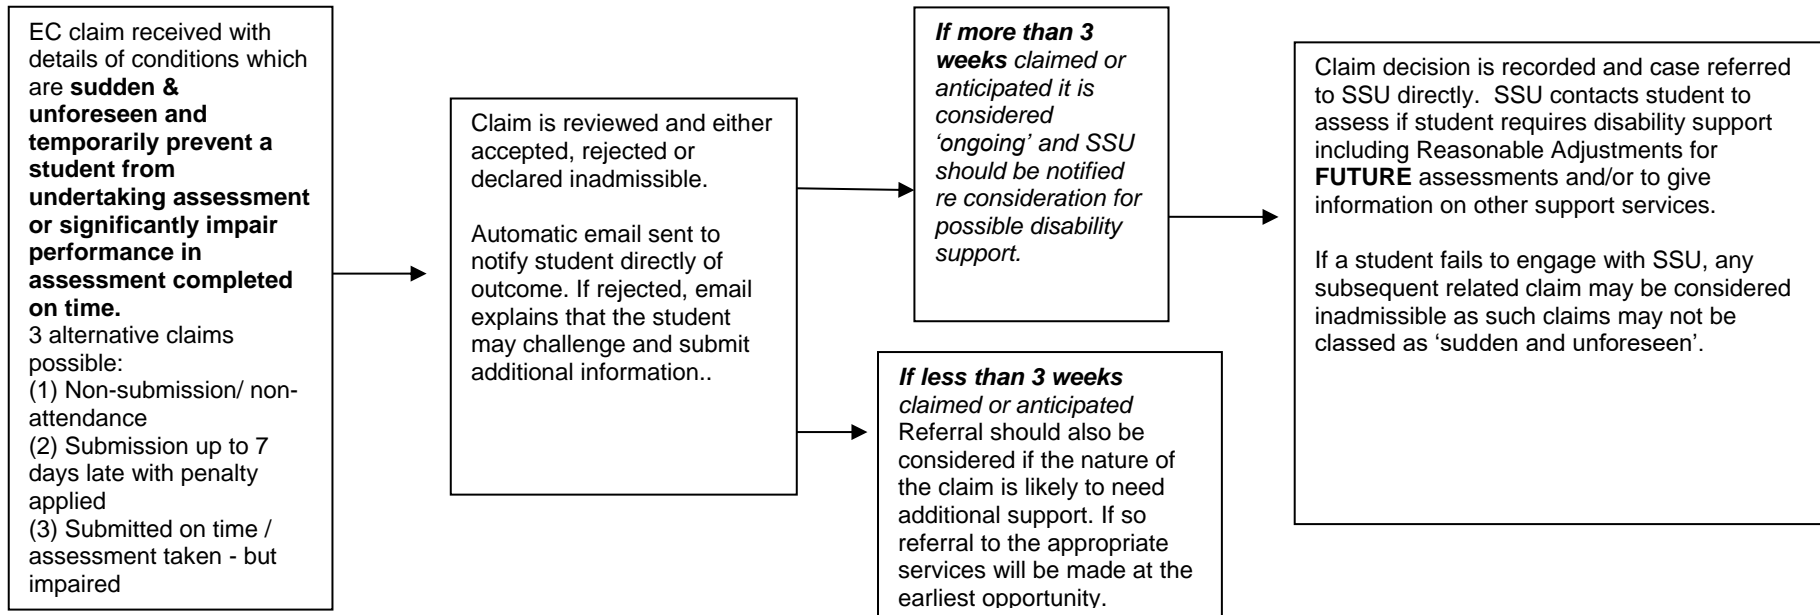 EC claim received with
details of conditions which
are sudden &
unforeseen and
temporarily prevent a
student from
undertaking assessment
or significantly impair
performance in
assessment completed
on time.
3 alternative claims
possible:
(1) Non-submission/ non-
attendance
(2) Submission up to 7
days late with penalty
applied
(3) Submitted on time /
assessment taken - but
impaired
Claim is reviewed and either
accepted, rejected or
declared inadmissible.
Automatic email sent to
notify student directly of
outcome. If rejected, email
explains that the student
may challenge and submit
additional information..
If more than 3
weeks claimed or
anticipated it is
considered
‘ongoing’ and SSU
should be notified
re consideration for
possible disability
support.
If less than 3 weeks
claimed or anticipated
Referral should also be
considered if the nature of
the claim is likely to need
additional support. If so
referral to the appropriate
services will be made at the
earliest opportunity.
Claim decision is recorded and case referred
to SSU directly.  SSU contacts student to
assess if student requires disability support
including Reasonable Adjustments for
FUTURE assessments and/or to give
information on other support services.
If a student fails to engage with SSU, any
subsequent related claim may be considered
inadmissible as such claims may not be
classed as ‘sudden and unforeseen’.